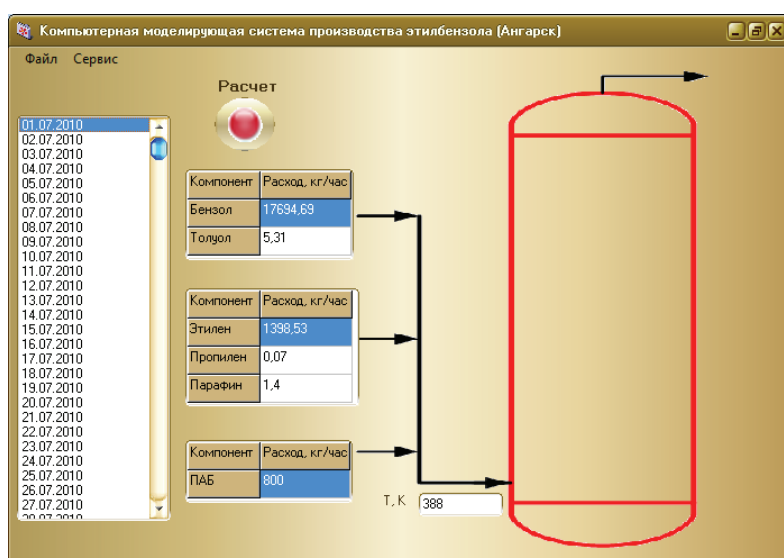 Компьютерная моделирующая система производства этилбензола (Ангарск)
Файл Сервис
Расчет
01.07.2010
02.07.2010
03.07.2010
04.07.2010
05.07.2010
06.07.2010
07.07.2010
08.07.2010
09.07.2010
10.07.2010
11.07.2010
12.07.2010
13.07.2010
14.07.2010
15.07.2010
16.07.2010
17.07.2010
18.07.2010
19.07.2010
20.07.2010
21.07.2010
22.07.2010
23.07.2010
24.07.2010
25.07.2010
26.07.2010
27.07.2010
28.07.2010
Компонент Расход, кг/час
Бензол 17694,69
Толуол 5,31
Компонент Расход, кг/час
Этилен 1398,53
Пропилен 0,07
Парафин 1,4
Компонент Расход, кг/час
ПАБ 800
Т, К 388